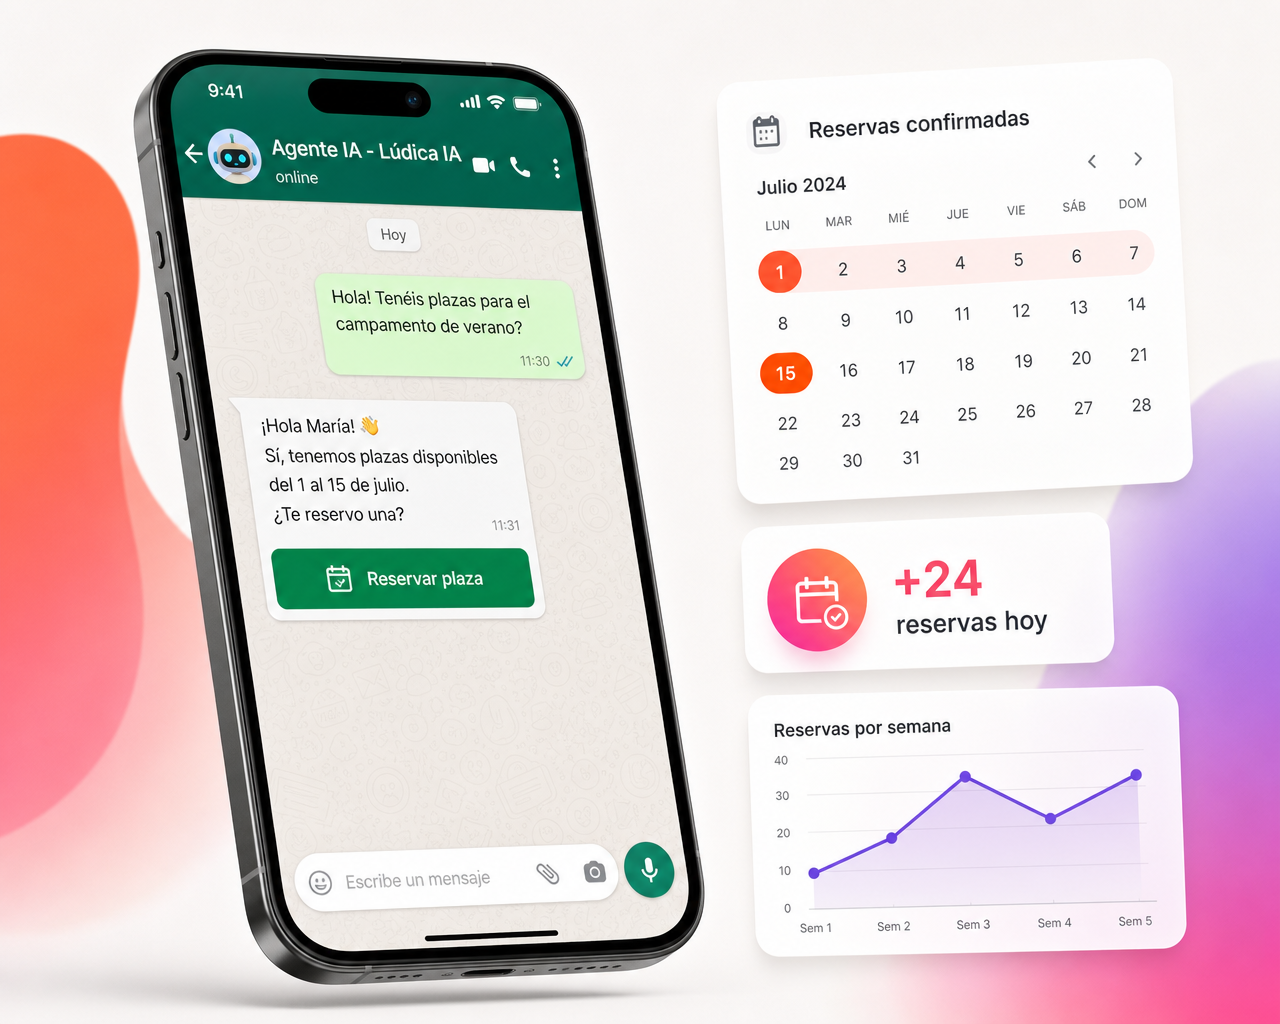 9:41
Agente IA - Lúdica IA
online
Hoy
Hola! Tenéis plazas para el
campamento de verano?
11:30
¡Hola María! 👋
Sí, tenemos plazas disponibles
del 1 al 15 de julio.
¿Te reservo una?
11:31
Reservar plaza
Escribe un mensaje
Reservas confirmadas
Julio 2024
LUN MAR MIÉ JUE VIE SÁB DOM
1 2 3 4 5 6 7
8 9 10 11 12 13 14
15 16 17 18 19 20 21
22 23 24 25 26 27 28
29 30 31
+24
reservas hoy
Reservas por semana
40
30
20
10
0
Sem 1 Sem 2 Sem 3 Sem 4 Sem 5